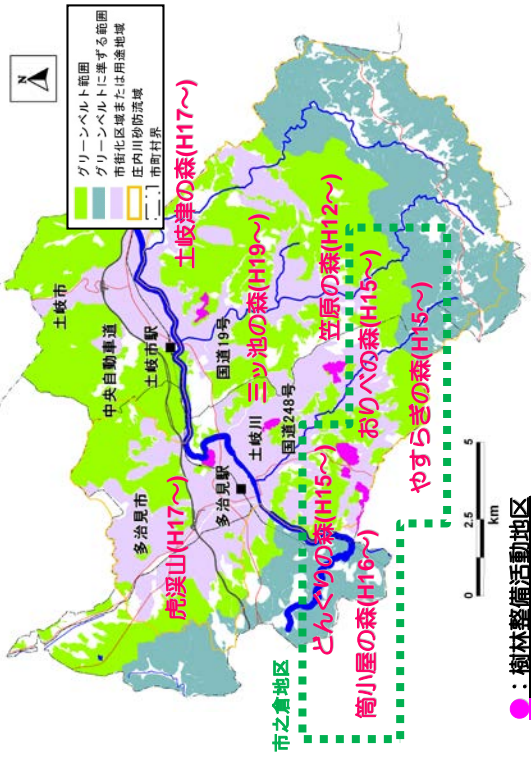 N
グリーンベルト範囲
グリーンベルトに準ずる範囲
市街化区域または用途地域
庄内川砂防流域
市町村界
土岐市
中央自動車道
土岐市駅
国道19号
土岐津の森(H17～)
三ッ池の森(H19～)
笠原の森(H12～)
おりべの森(H15～)
やすらぎの森(H15～)
多治見市
虎渓山(H17～)
多治見駅
土岐川
国道248号
どんぐりの森(H15～)
筒小屋の森(H16～)
市之倉地区
0 2.5 5
km
●：樹林整備活動地区